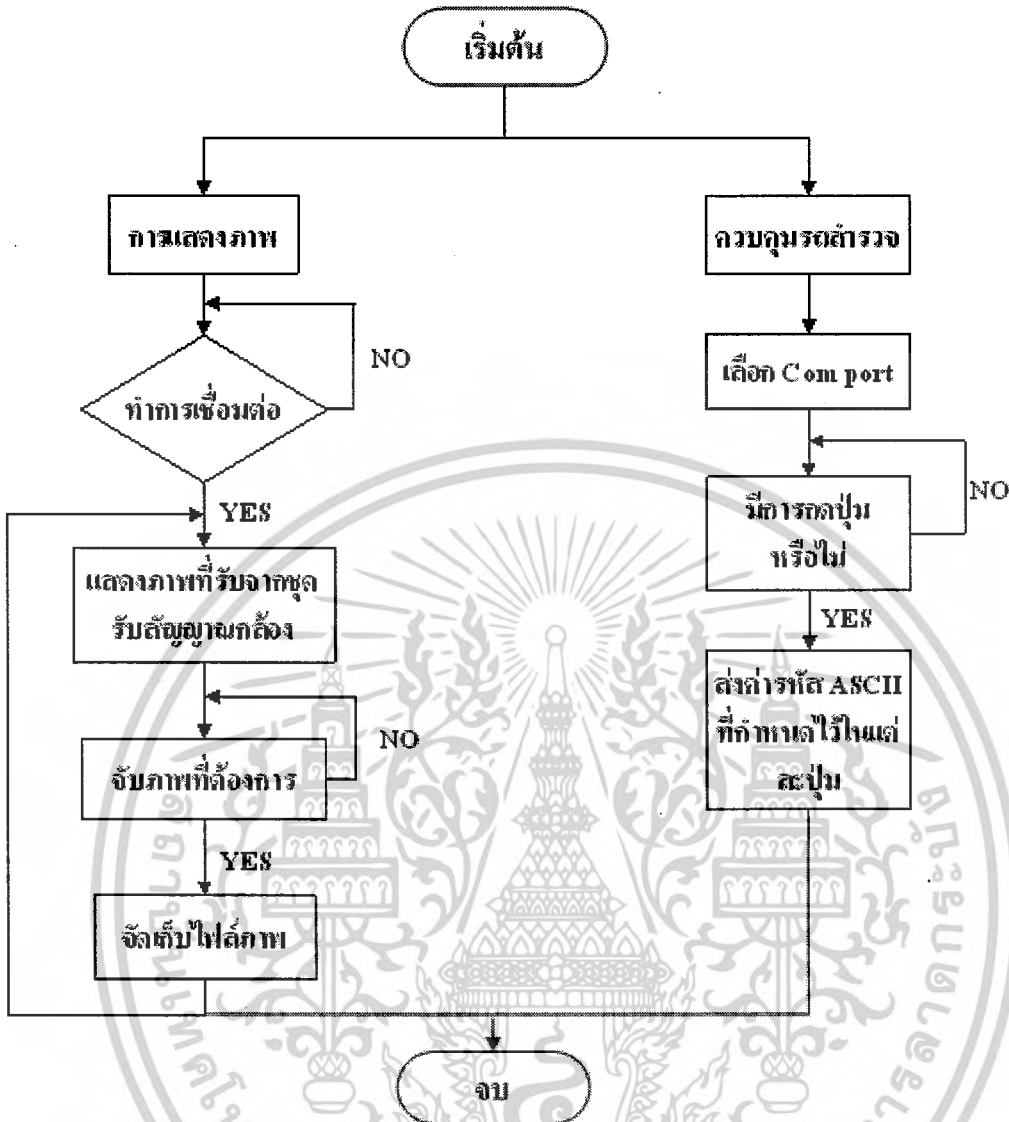 เริ่มต้น
การแสดงภาพ
NO
ทำการเชื่อมต่อ
YES
แสดงภาพที่รับจากชุด
รับสัญญาณกล้อง
NO
จับภาพที่ต้องการ
YES
จัดเก็บไฟล์ภาพ
ควบคุมรถสำรวจ
เลือก Com port
NO
มีการกดปุ่ม
หรือไม่
YES
ส่งค่ารหัส ASCII
ที่กำหนดไว้ในแต่
ละปุ่ม
จบ